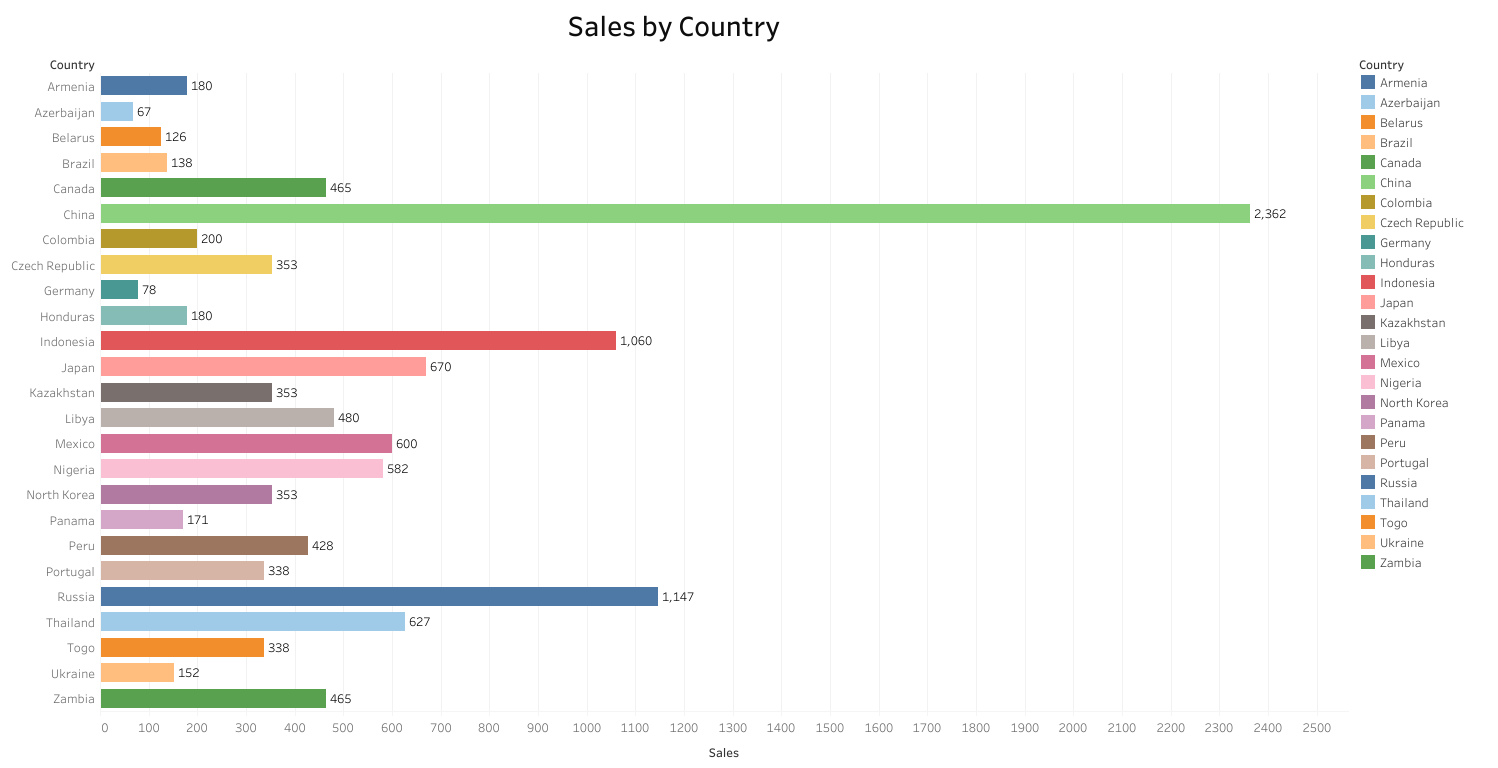 Sales by Country
Country
Armenia 180
Azerbaijan 67
Belarus 126
Brazil 138
Canada 465
China 2,362
Colombia 200
Czech Republic 353
Germany 78
Honduras 180
Indonesia 1,060
Japan 670
Kazakhstan 353
Libya 480
Mexico 600
Nigeria 582
North Korea 353
Panama 171
Peru 428
Portugal 338
Russia 1,147
Thailand 627
Togo 338
Ukraine 152
Zambia 465
0 100 200 300 400 500 600 700 800 900 1000 1100 1200 1300 1400 1500 1600 1700 1800 1900 2000 2100 2200 2300 2400 2500
Sales
Country
Armenia
Azerbaijan
Belarus
Brazil
Canada
China
Colombia
Czech Republic
Germany
Honduras
Indonesia
Japan
Kazakhstan
Libya
Mexico
Nigeria
North Korea
Panama
Peru
Portugal
Russia
Thailand
Togo
Ukraine
Zambia